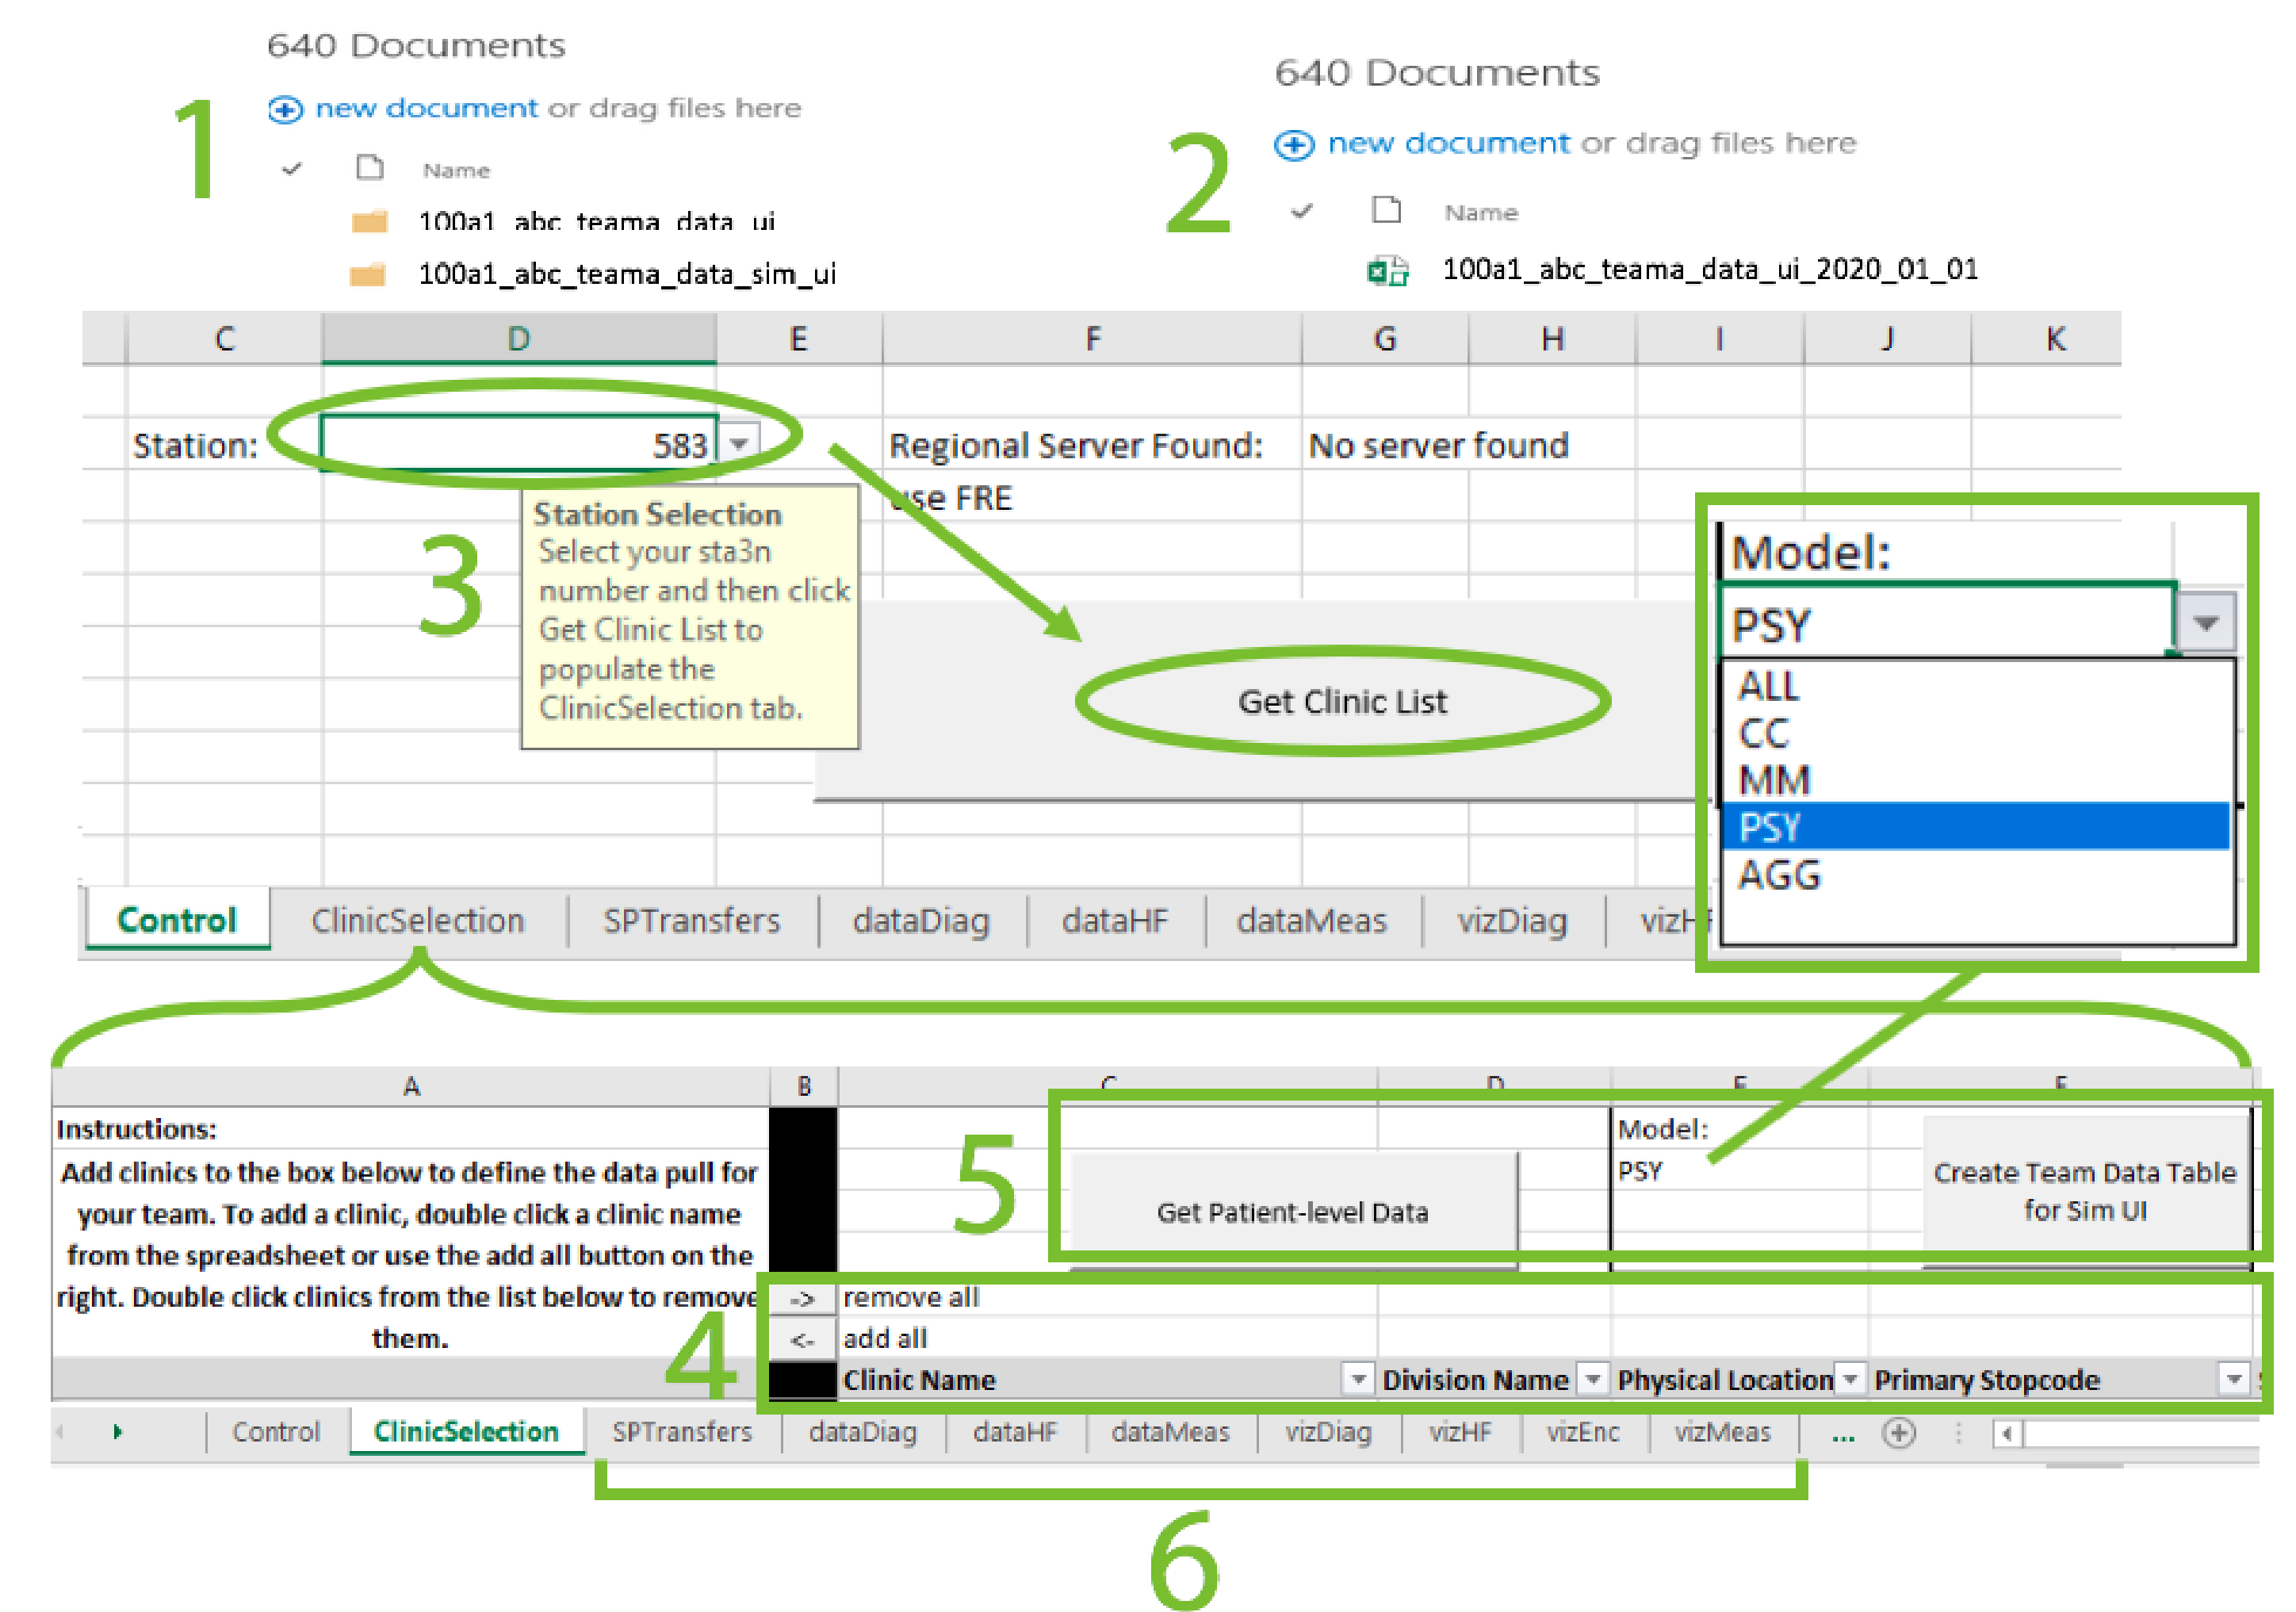 640 Documents
1
new document or drag files here
Name
100a1_abc_teama_data_ui
100a1_abc_teama_data_sim_ui
640 Documents
2
new document or drag files here
Name
100a1_abc_teama_data_ui_2020_01_01
C D E F G H I J K
Station: 583 Regional Server Found: No server found
use FRE
3
Station Selection
Select your sta3n
number and then click
Get Clinic List to
populate the
ClinicSelection tab.
Get Clinic List
Model:
PSY
ALL
CC
MM
PSY
AGG
Control ClinicSelection SPTransfers dataDiag dataHF dataMeas vizDiag vizHF
A B C D E F
Instructions:
Add clinics to the box below to define the data pull for
your team. To add a clinic, double click a clinic name
from the spreadsheet or use the add all button on the
right. Double click clinics from the list below to remove
them.
5
Get Patient-level Data
Model:
PSY
Create Team Data Table
for Sim UI
4
-> remove all
<- add all
Clinic Name Division Name Physical Location Primary Stopcode
Control ClinicSelection SPTransfers dataDiag dataHF dataMeas vizDiag vizHF vizEnc vizMeas ...
6